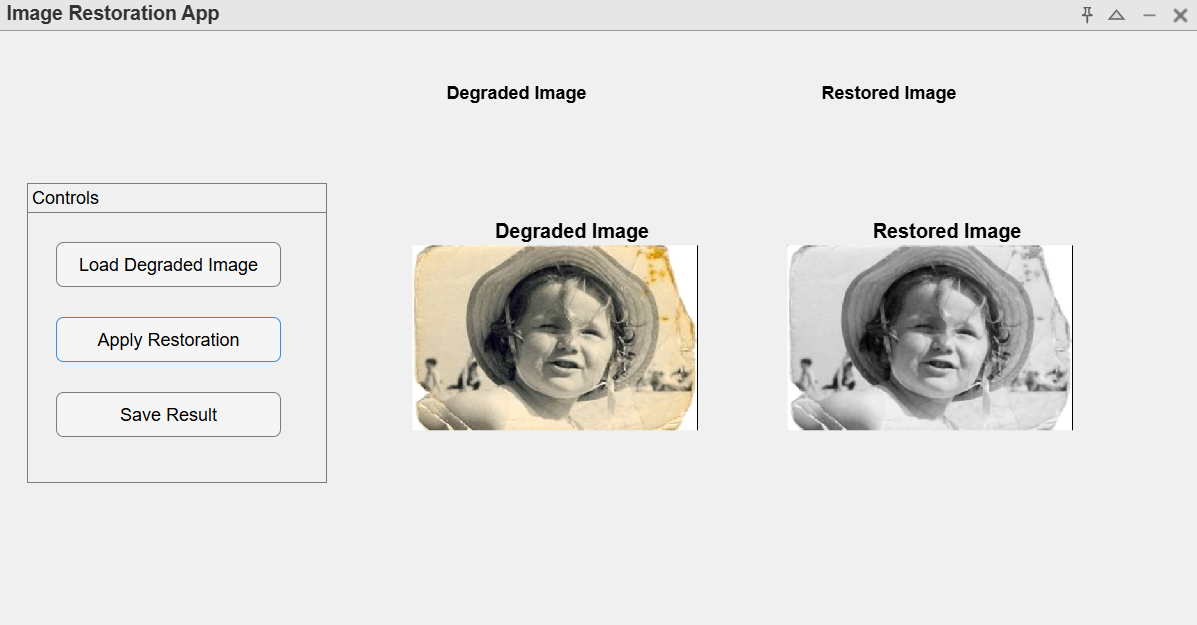 Image Restoration App
Degraded Image
Restored Image
Controls
Load Degraded Image
Apply Restoration
Save Result
Degraded Image
Restored Image